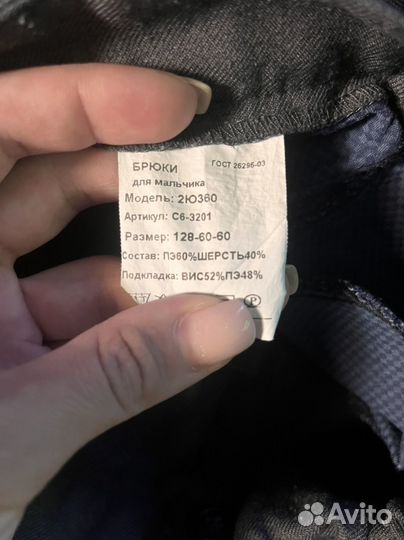 БРЮКИ ГОСТ 25295-03
для мальчика
Модель: 2Ю360
Артикул: С6-3201
Размер: 128-60-60
Состав: ПЭ60%ШЕРСТЬ40%
Подкладка: ВИС52%ПЭ48%
P
Avito